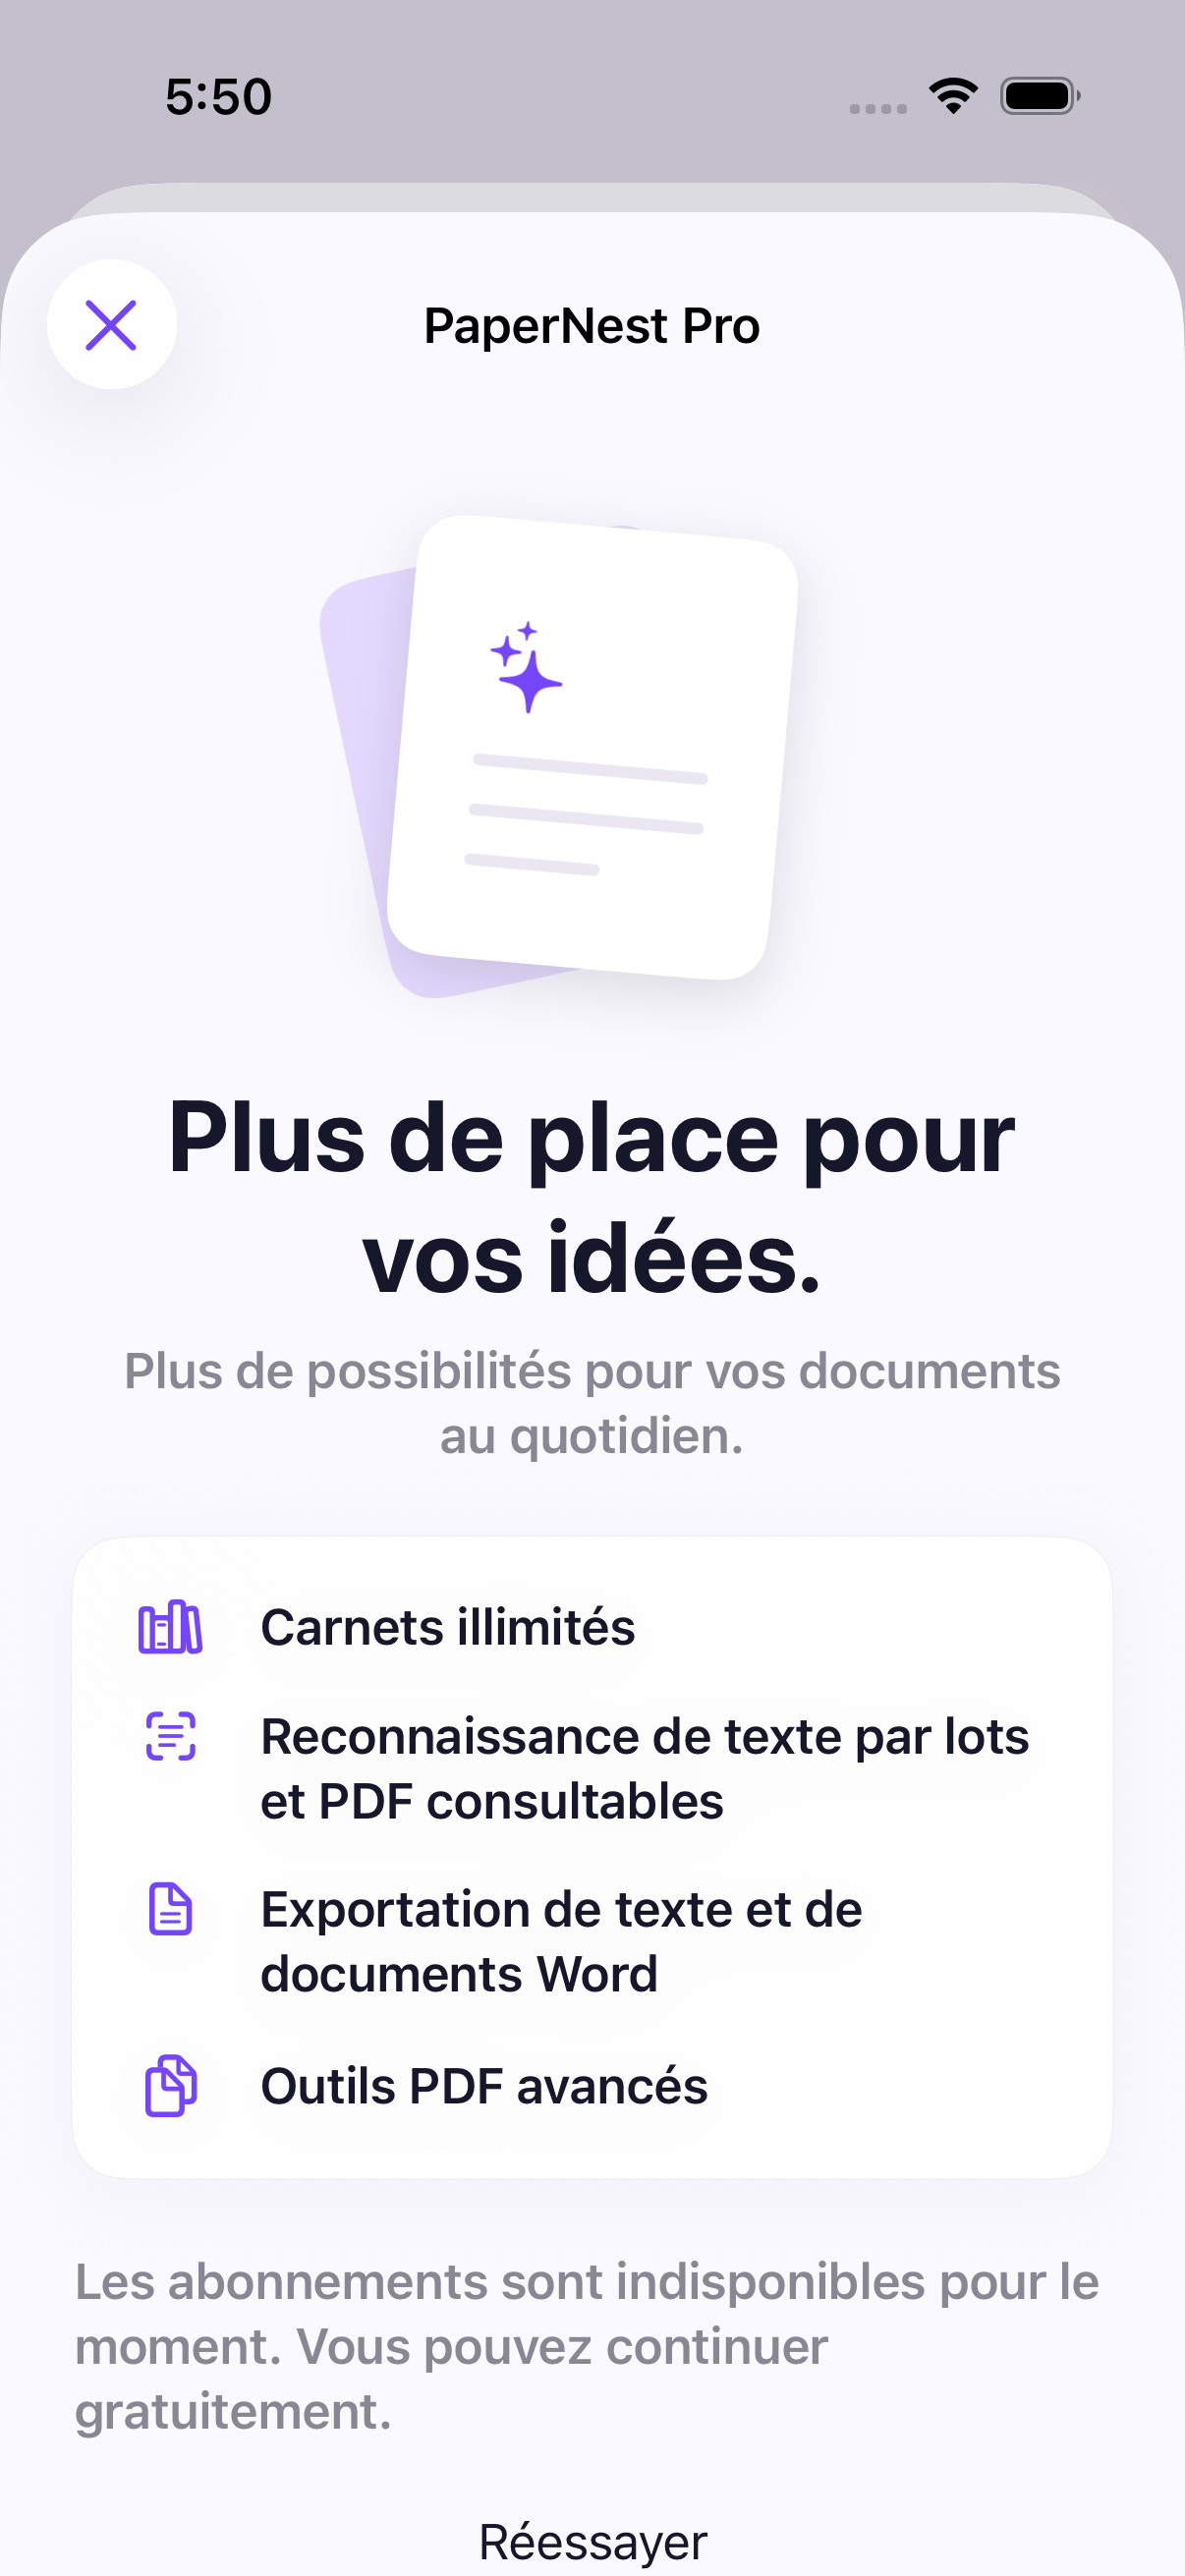 5:50
PaperNest Pro
Plus de place pour
vos idées.
Plus de possibilités pour vos documents
au quotidien.
Carnets illimités
Reconnaissance de texte par lots
et PDF consultables
Exportation de texte et de
documents Word
Outils PDF avancés
Les abonnements sont indisponibles pour le
moment. Vous pouvez continuer
gratuitement.
Réessayer